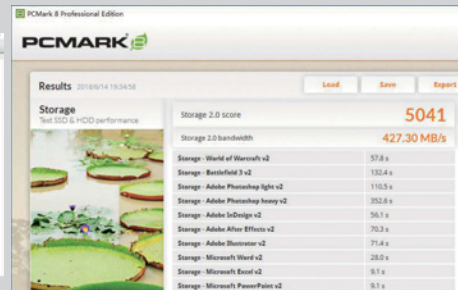 PCMark 8 Professional Edition
PCMARK 8
Results 2018/6/14 19:34:58
Load Save Export
Storage
Test SSD & HDD performance
Storage 2.0 score 5041
Storage 2.0 bandwidth 427.30 MB/s
Storage - World of Warcraft v2 57.8 s
Storage - Battlefield 3 v2 132.4 s
Storage - Adobe Photoshop light v2 110.5 s
Storage - Adobe Photoshop heavy v2 352.8 s
Storage - Adobe InDesign v2 56.1 s
Storage - Adobe After Effects v2 70.3 s
Storage - Adobe Illustrator v2 71.4 s
Storage - Microsoft Word v2 28.0 s
Storage - Microsoft Excel v2 9.1 s
Storage - Microsoft PowerPoint v2 9.1 s